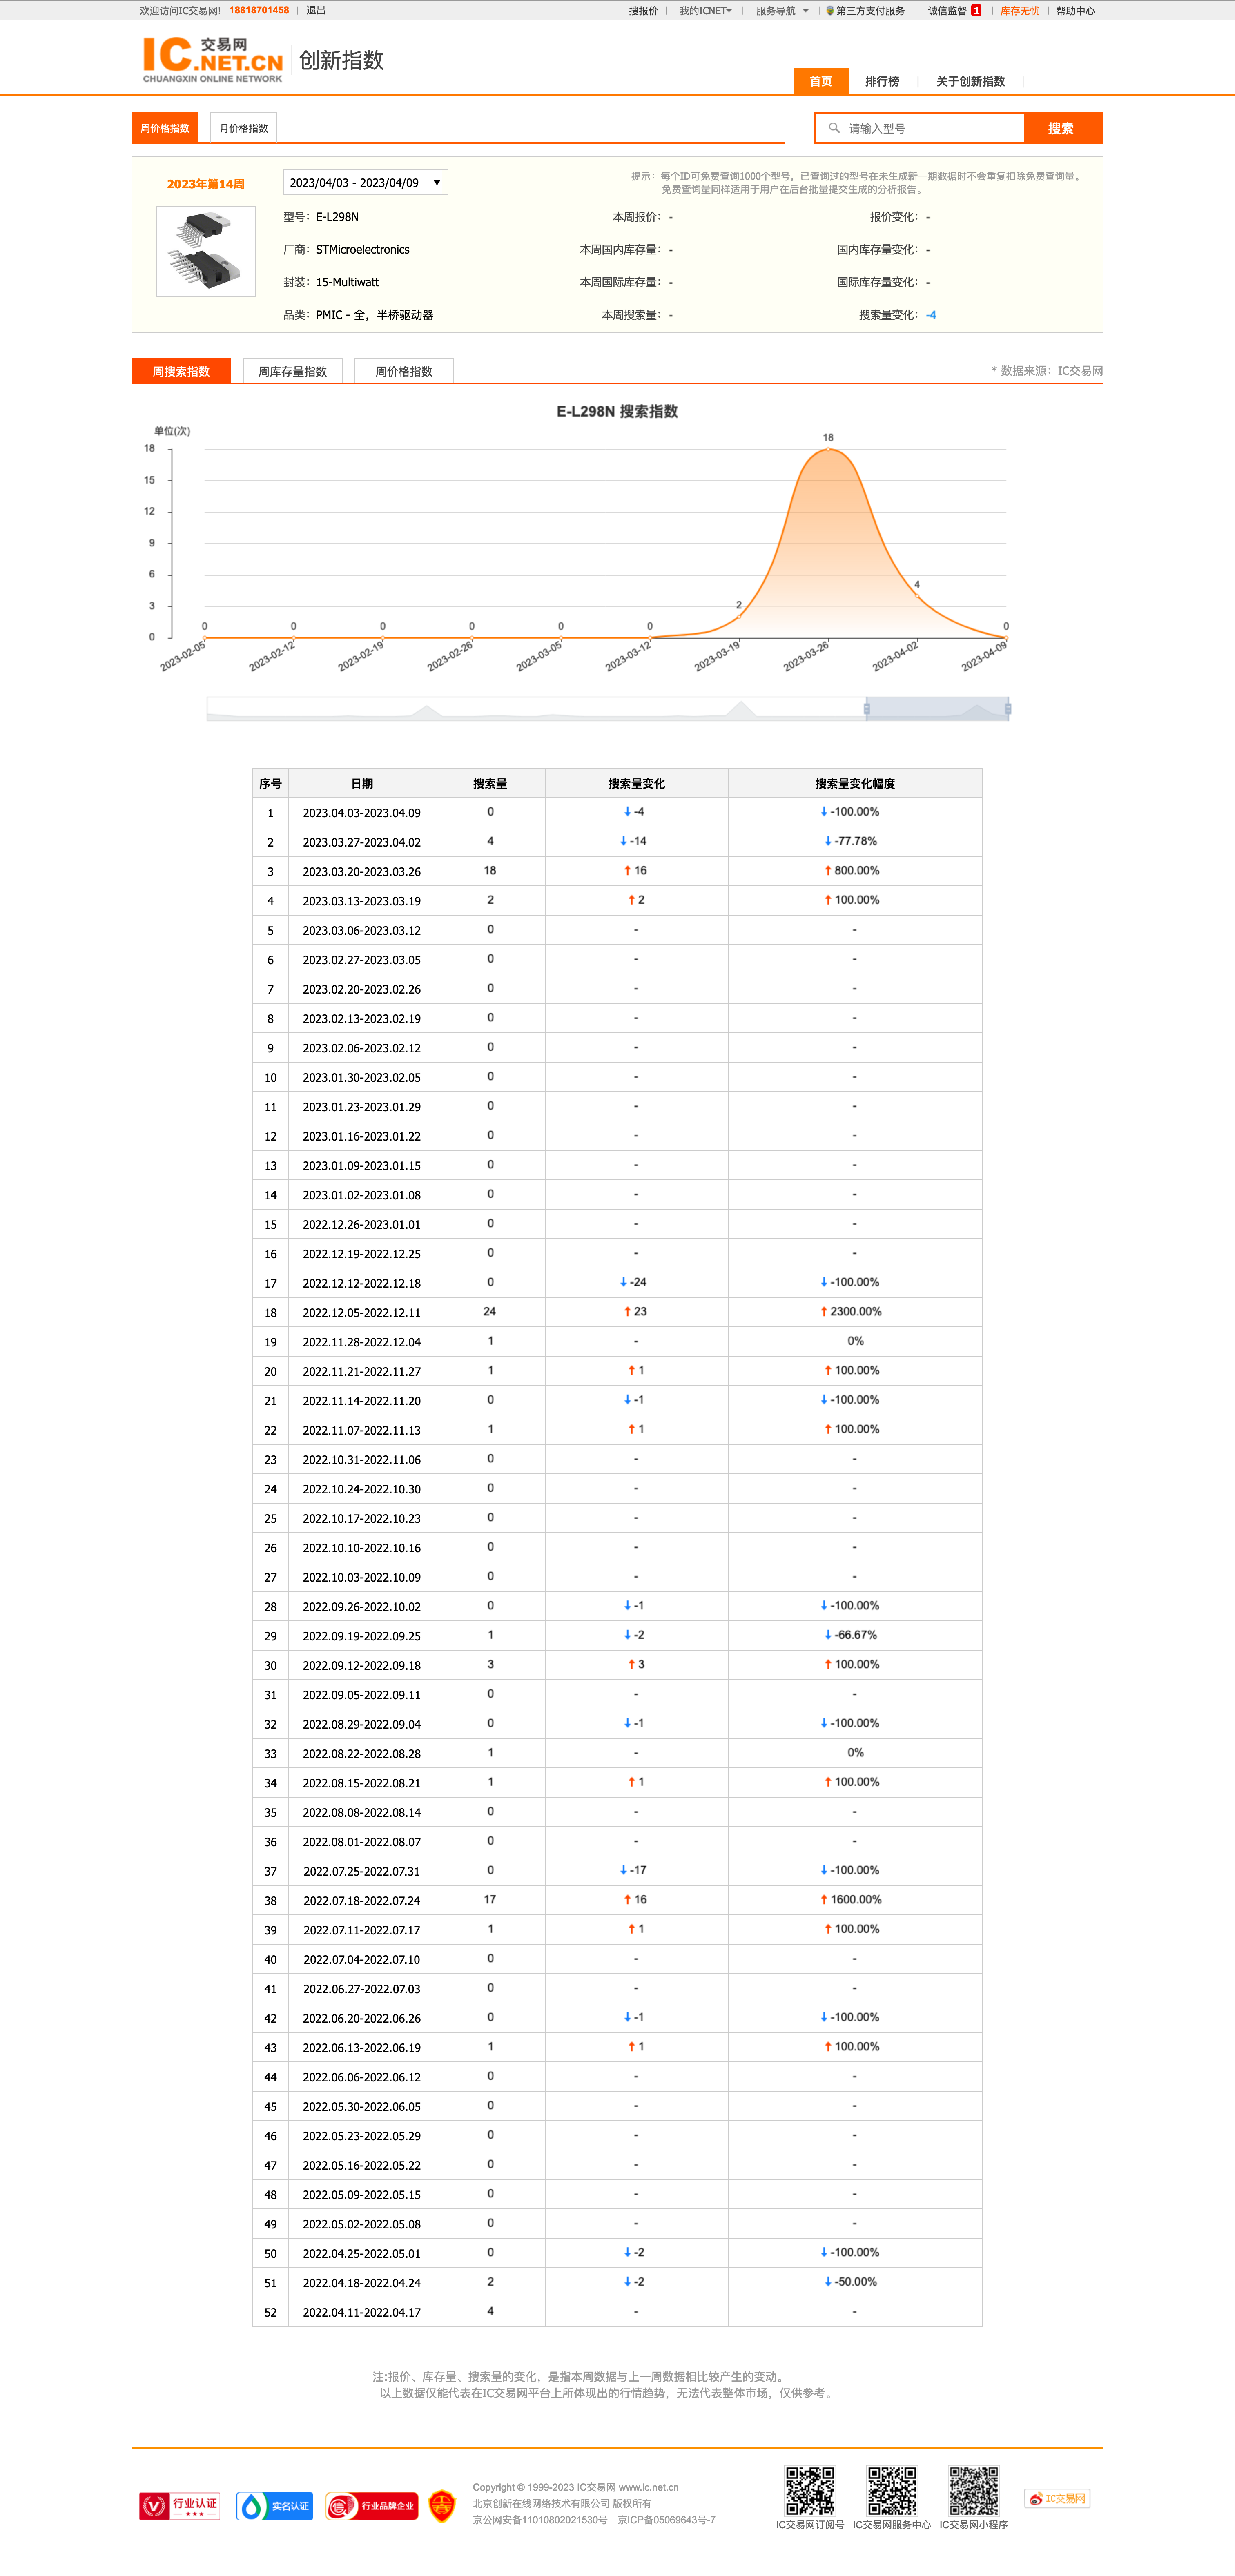 欢迎访问IC交易网! 18818701458 | 退出 搜报价 | 我的ICNET | 服务导航 | 第三方支付服务 | 诚信监督 1 | 库存无忧 | 帮助中心
IC 交易网 .NET.CN
CHUANGXIN ONLINE NETWORK
创新指数
首页 排行榜 关于创新指数
周价格指数 月价格指数 请输入型号 搜索
2023年第14周 2023/04/03 - 2023/04/09
提示：每个ID可免费查询1000个型号，已查询过的型号在未生成新一期数据时不会重复扣除免费查询量。
免费查询量同样适用于用户在后台批量提交生成的分析报告。
型号：E-L298N 本周报价：- 报价变化：-
厂商：STMicroelectronics 本周国内库存量：- 国内库存量变化：-
封装：15-Multiwatt 本周国际库存量：- 国际库存量变化：-
品类：PMIC - 全，半桥驱动器 本周搜索量：- 搜索量变化：-4
周搜索指数 周库存量指数 周价格指数 * 数据来源：IC交易网
E-L298N 搜索指数
单位(次)
18
15
12
9
6
3
0
0 0 0 0 0 0 2 18 4 0
2023-02-05 2023-02-12 2023-02-19 2023-02-26 2023-03-05 2023-03-12 2023-03-19 2023-03-26 2023-04-02 2023-04-09
序号 日期 搜索量 搜索量变化 搜索量变化幅度
1 2023.04.03-2023.04.09 0 ↓ -4 ↓ -100.00%
2 2023.03.27-2023.04.02 4 ↓ -14 ↓ -77.78%
3 2023.03.20-2023.03.26 18 ↑ 16 ↑ 800.00%
4 2023.03.13-2023.03.19 2 ↑ 2 ↑ 100.00%
5 2023.03.06-2023.03.12 0 - -
6 2023.02.27-2023.03.05 0 - -
7 2023.02.20-2023.02.26 0 - -
8 2023.02.13-2023.02.19 0 - -
9 2023.02.06-2023.02.12 0 - -
10 2023.01.30-2023.02.05 0 - -
11 2023.01.23-2023.01.29 0 - -
12 2023.01.16-2023.01.22 0 - -
13 2023.01.09-2023.01.15 0 - -
14 2023.01.02-2023.01.08 0 - -
15 2022.12.26-2023.01.01 0 - -
16 2022.12.19-2022.12.25 0 - -
17 2022.12.12-2022.12.18 0 ↓ -24 ↓ -100.00%
18 2022.12.05-2022.12.11 24 ↑ 23 ↑ 2300.00%
19 2022.11.28-2022.12.04 1 - 0%
20 2022.11.21-2022.11.27 1 ↑ 1 ↑ 100.00%
21 2022.11.14-2022.11.20 0 ↓ -1 ↓ -100.00%
22 2022.11.07-2022.11.13 1 ↑ 1 ↑ 100.00%
23 2022.10.31-2022.11.06 0 - -
24 2022.10.24-2022.10.30 0 - -
25 2022.10.17-2022.10.23 0 - -
26 2022.10.10-2022.10.16 0 - -
27 2022.10.03-2022.10.09 0 - -
28 2022.09.26-2022.10.02 0 ↓ -1 ↓ -100.00%
29 2022.09.19-2022.09.25 1 ↓ -2 ↓ -66.67%
30 2022.09.12-2022.09.18 3 ↑ 3 ↑ 100.00%
31 2022.09.05-2022.09.11 0 - -
32 2022.08.29-2022.09.04 0 ↓ -1 ↓ -100.00%
33 2022.08.22-2022.08.28 1 - 0%
34 2022.08.15-2022.08.21 1 ↑ 1 ↑ 100.00%
35 2022.08.08-2022.08.14 0 - -
36 2022.08.01-2022.08.07 0 - -
37 2022.07.25-2022.07.31 0 ↓ -17 ↓ -100.00%
38 2022.07.18-2022.07.24 17 ↑ 16 ↑ 1600.00%
39 2022.07.11-2022.07.17 1 ↑ 1 ↑ 100.00%
40 2022.07.04-2022.07.10 0 - -
41 2022.06.27-2022.07.03 0 - -
42 2022.06.20-2022.06.26 0 ↓ -1 ↓ -100.00%
43 2022.06.13-2022.06.19 1 ↑ 1 ↑ 100.00%
44 2022.06.06-2022.06.12 0 - -
45 2022.05.30-2022.06.05 0 - -
46 2022.05.23-2022.05.29 0 - -
47 2022.05.16-2022.05.22 0 - -
48 2022.05.09-2022.05.15 0 - -
49 2022.05.02-2022.05.08 0 - -
50 2022.04.25-2022.05.01 0 ↓ -2 ↓ -100.00%
51 2022.04.18-2022.04.24 2 ↓ -2 ↓ -50.00%
52 2022.04.11-2022.04.17 4 - -
注:报价、库存量、搜索量的变化，是指本周数据与上一周数据相比较产生的变动。
以上数据仅能代表在IC交易网平台上所体现出的行情趋势，无法代表整体市场，仅供参考。
行业认证 实名认证 行业品牌企业
Copyright © 1999-2023 IC交易网 www.ic.net.cn
北京创新在线网络技术有限公司 版权所有
京公网安备11010802021530号 京ICP备05069643号-7
IC交易网订阅号 IC交易网服务中心 IC交易网小程序
IC交易网